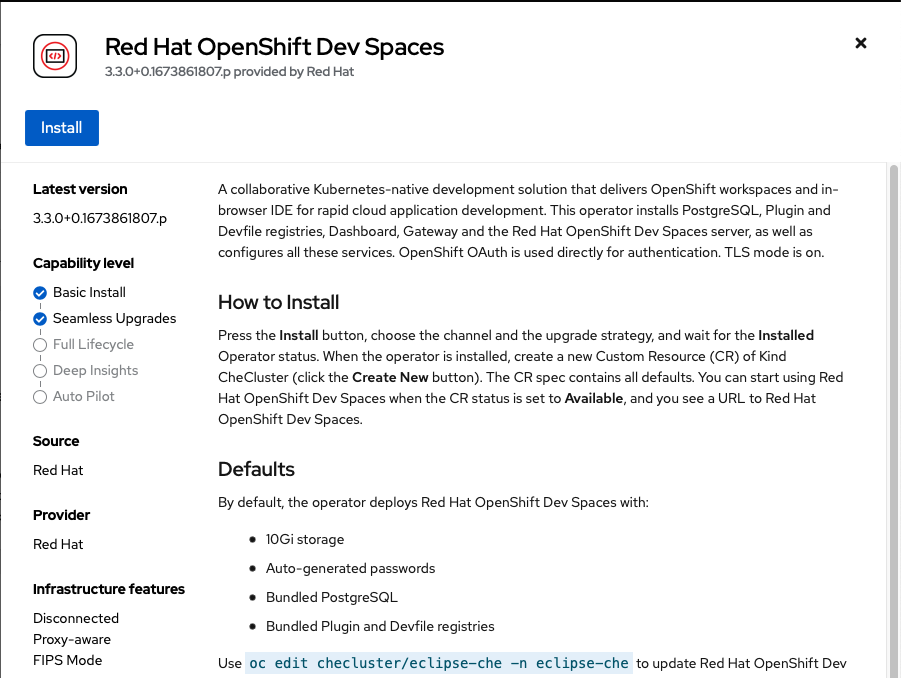 Red Hat OpenShift Dev Spaces
3.3.0+0.1673861807.p provided by Red Hat
Install
Latest version
3.3.0+0.1673861807.p
Capability level
Basic Install
Seamless Upgrades
Full Lifecycle
Deep Insights
Auto Pilot
Source
Red Hat
Provider
Red Hat
Infrastructure features
Disconnected
Proxy-aware
FIPS Mode
A collaborative Kubernetes-native development solution that delivers OpenShift workspaces and in-
browser IDE for rapid cloud application development. This operator installs PostgreSQL, Plugin and
Devfile registries, Dashboard, Gateway and the Red Hat OpenShift Dev Spaces server, as well as
configures all these services. OpenShift OAuth is used directly for authentication. TLS mode is on.
How to Install
Press the Install button, choose the channel and the upgrade strategy, and wait for the Installed
Operator status. When the operator is installed, create a new Custom Resource (CR) of Kind
CheCluster (click the Create New button). The CR spec contains all defaults. You can start using Red
Hat OpenShift Dev Spaces when the CR status is set to Available, and you see a URL to Red Hat
OpenShift Dev Spaces.
Defaults
By default, the operator deploys Red Hat OpenShift Dev Spaces with:
10Gi storage
Auto-generated passwords
Bundled PostgreSQL
Bundled Plugin and Devfile registries
Use oc edit checluster/eclipse-che -n eclipse-che to update Red Hat OpenShift Dev